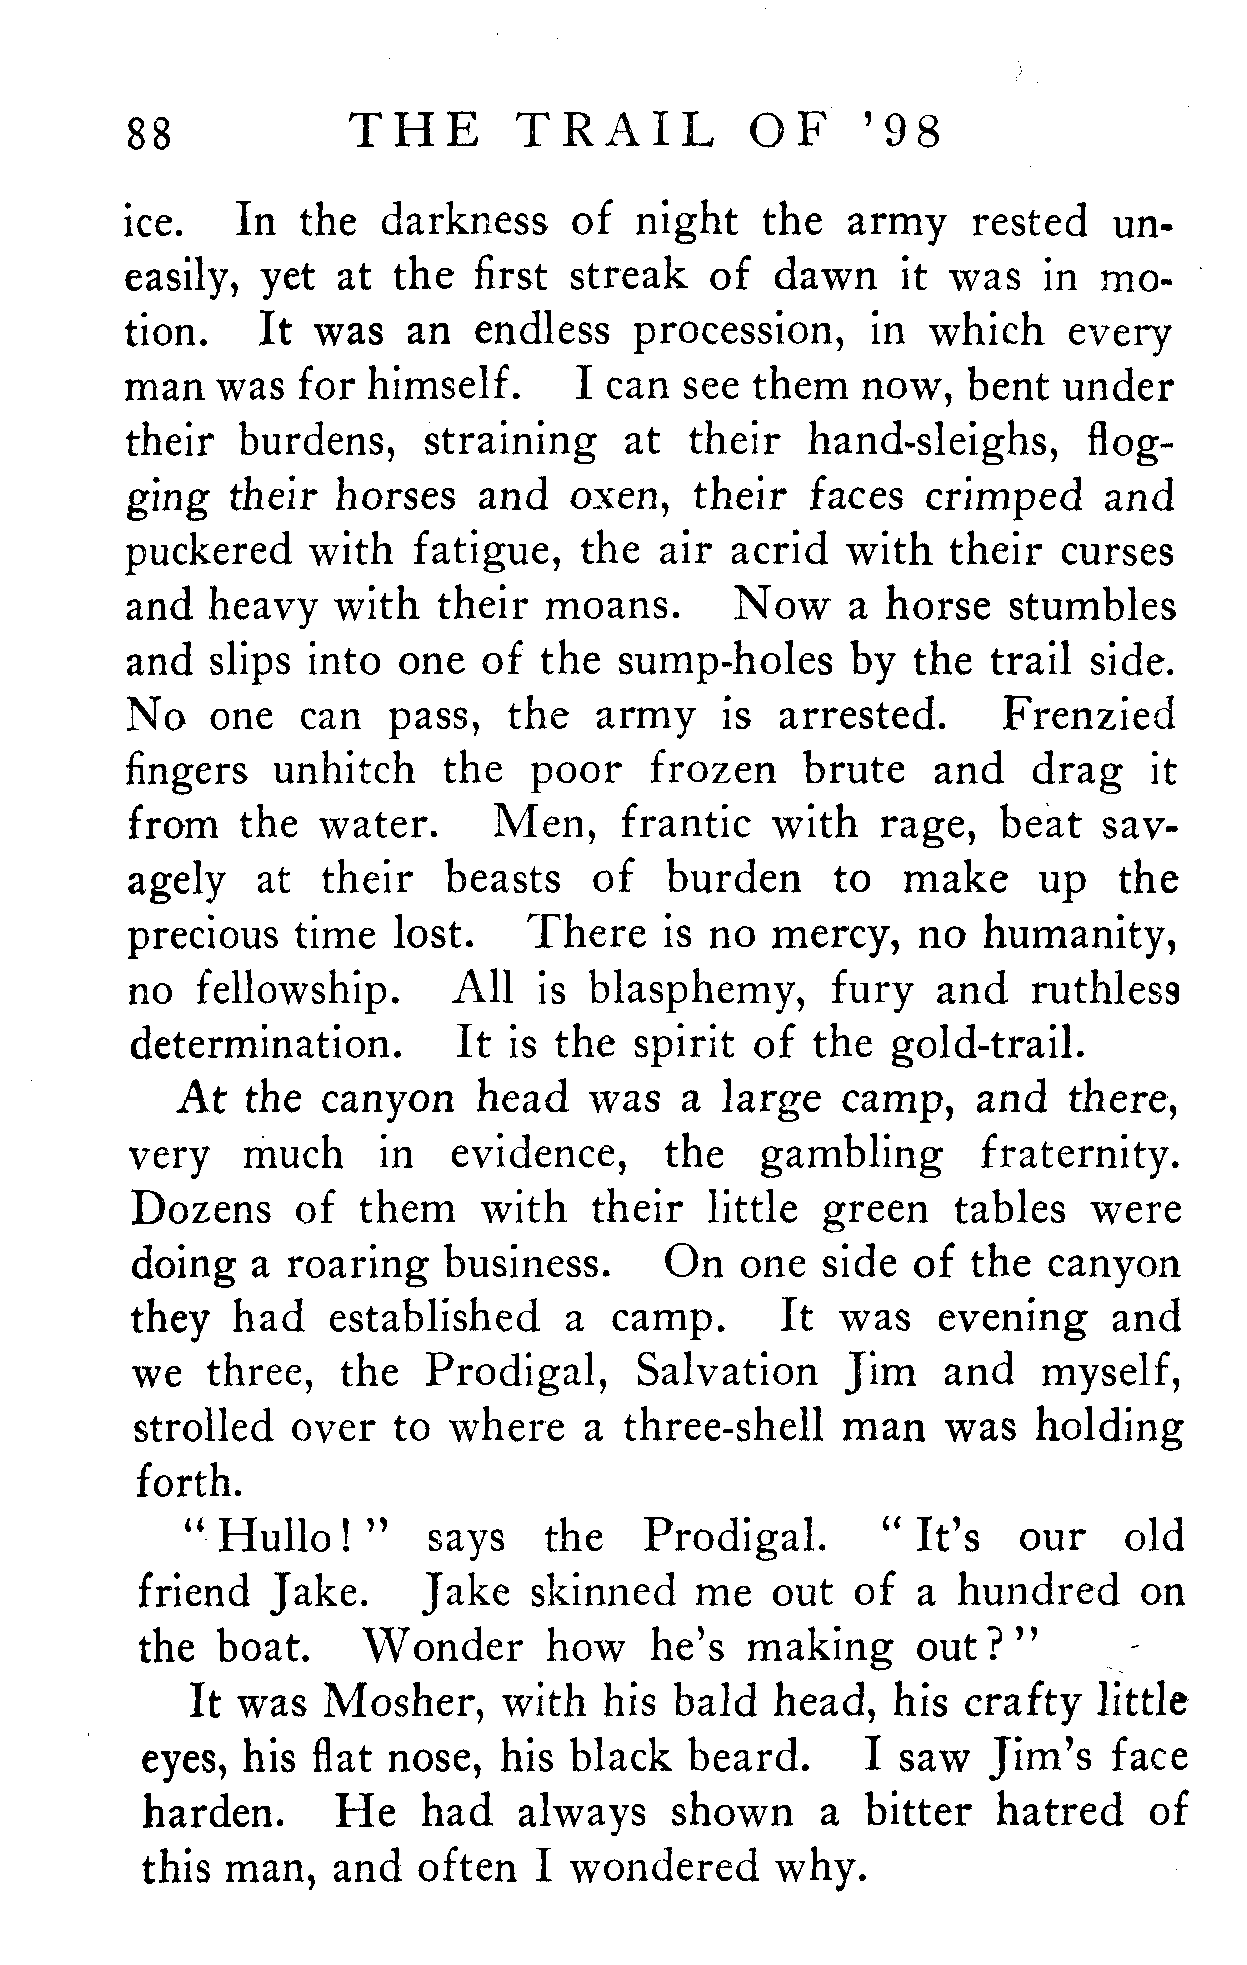 88 THE TRAIL OF '98
ice. In the darkness of night the army rested un-
easily, yet at the first streak of dawn it was in mo-
tion. It was an endless procession, in which every
man was for himself. I can see them now, bent under
their burdens, straining at their hand-sleighs, flog-
ging their horses and oxen, their faces crimped and
puckered with fatigue, the air acrid with their curses
and heavy with their moans. Now a horse stumbles
and slips into one of the sump-holes by the trail side.
No one can pass, the army is arrested. Frenzied
fingers unhitch the poor frozen brute and drag it
from the water. Men, frantic with rage, beat sav-
agely at their beasts of burden to make up the
precious time lost. There is no mercy, no humanity,
no fellowship. All is blasphemy, fury and ruthless
determination. It is the spirit of the gold-trail.
At the canyon head was a large camp, and there,
very much in evidence, the gambling fraternity.
Dozens of them with their little green tables were
doing a roaring business. On one side of the canyon
they had established a camp. It was evening and
we three, the Prodigal, Salvation Jim and myself,
strolled over to where a three-shell man was holding
forth.
"Hullo!" says the Prodigal. "It's our old
friend Jake. Jake skinned me out of a hundred on
the boat. Wonder how he's making out?"
It was Mosher, with his bald head, his crafty little
eyes, his flat nose, his black beard. I saw Jim's face
harden. He had always shown a bitter hatred of
this man, and often I wondered why.